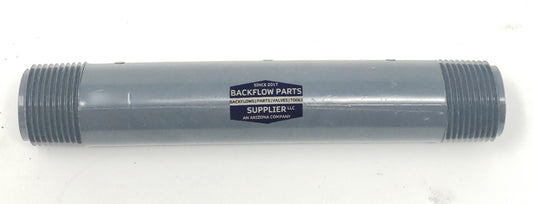 SINCE 2017
BACKFLOW PARTS
BACKFLOWS|PARTS|VALVES|TOOLS
SUPPLIER LLC
AN ARIZONA COMPANY